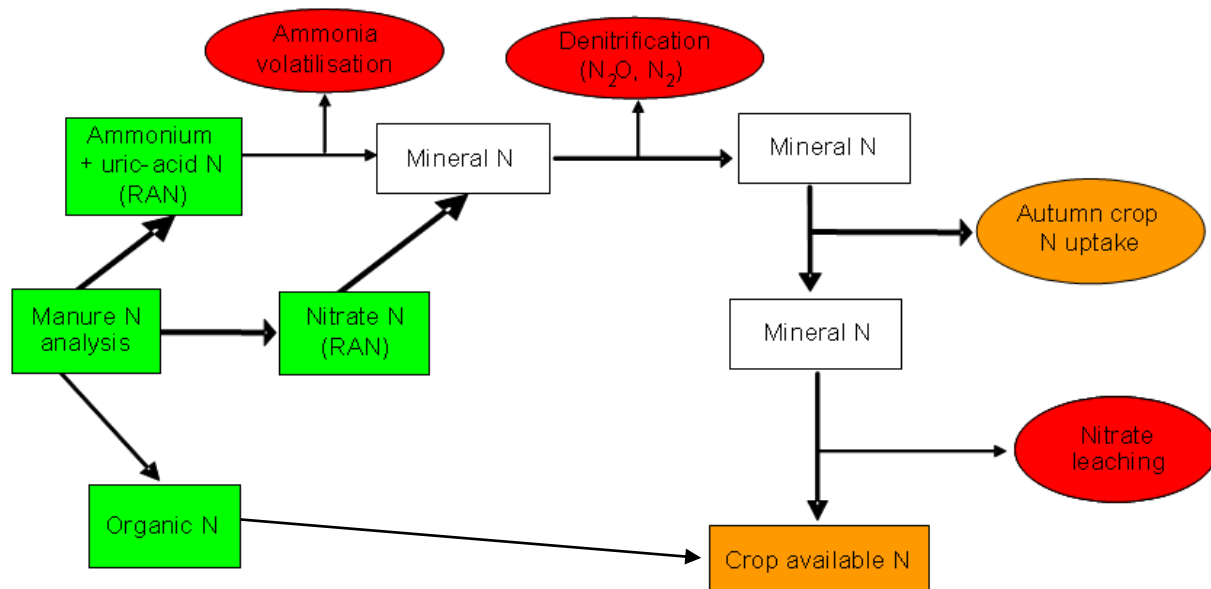 Ammonia
volatilisation
Denitrification
(N₂O, N₂)
Ammonium
+ uric-acid N
(RAN)
Mineral N
Mineral N
Autumn crop
N uptake
Manure N
analysis
Nitrate N
(RAN)
Mineral N
Nitrate
leaching
Organic N
Crop available N